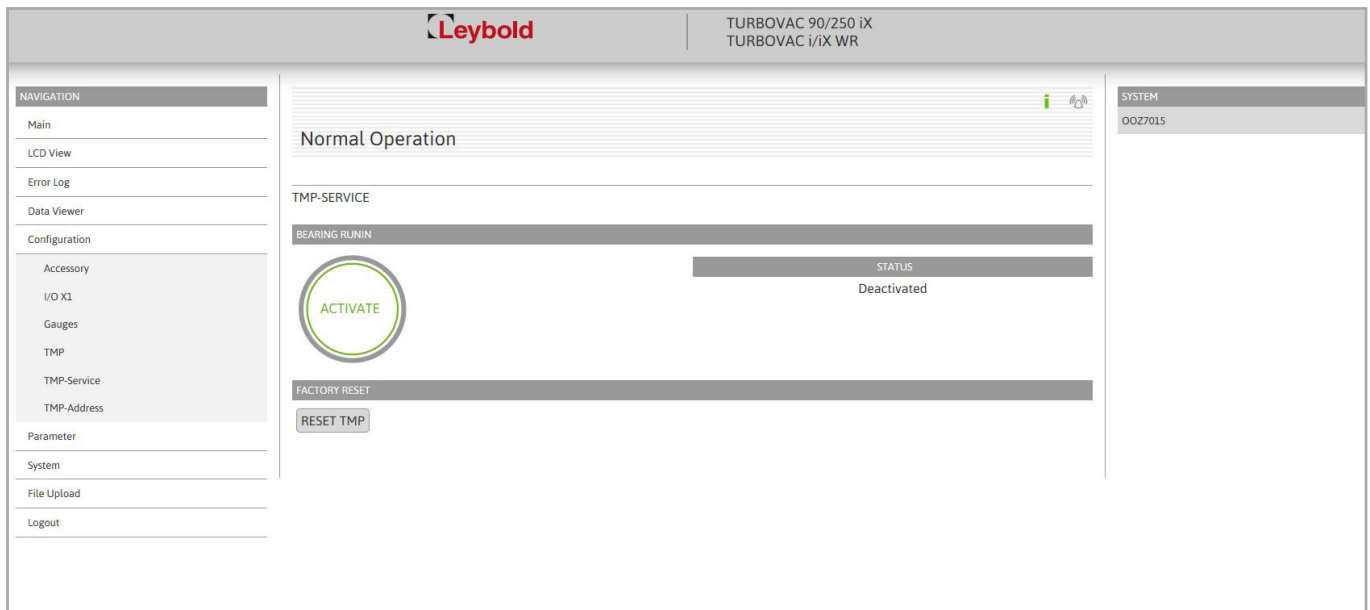 Leybold
TURBOVAC 90/250 iX
TURBOVAC i/iX WR
NAVIGATION
Main
LCD View
Error Log
Data Viewer
Configuration
Accessory
I/O X1
Gauges
TMP
TMP-Service
TMP-Address
Parameter
System
File Upload
Logout
Normal Operation
TMP-SERVICE
BEARING RUNIN
ACTIVATE
STATUS
Deactivated
FACTORY RESET
RESET TMP
SYSTEM
OOZ7015